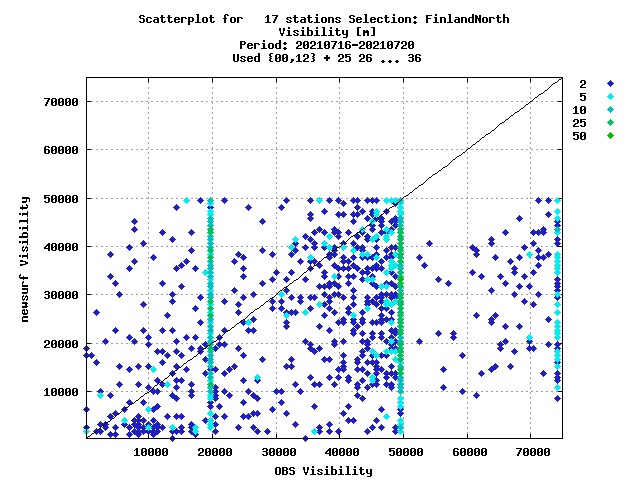 Scatterplot for   17 stations Selection: FinlandNorth
Visibility [m]
Period: 20210716-20210720
Used {00,12} + 25 26 ... 36
2
5
10
25
50
70000
60000
50000
40000
30000
20000
10000
newsurf Visibility
10000 20000 30000 40000 50000 60000 70000
OBS Visibility